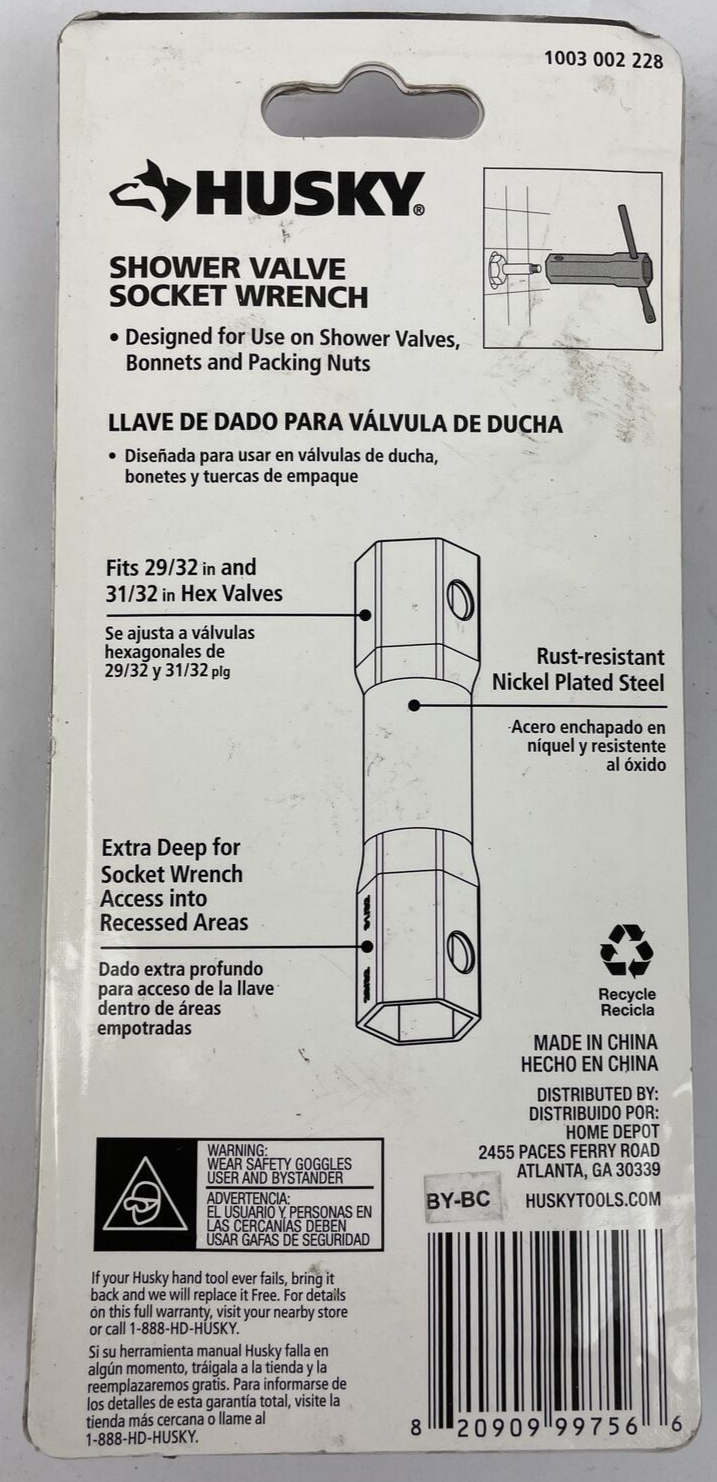 1003 002 228
HUSKY®
SHOWER VALVE
SOCKET WRENCH
• Designed for Use on Shower Valves,
Bonnets and Packing Nuts
LLAVE DE DADO PARA VÁLVULA DE DUCHA
• Diseñada para usar en válvulas de ducha,
bonetes y tuercas de empaque
Fits 29/32 in and
31/32 in Hex Valves
Se ajusta a válvulas
hexagonales de
29/32 y 31/32 plg
Rust-resistant
Nickel Plated Steel
Acero enchapado en
níquel y resistente
al óxido
Extra Deep for
Socket Wrench
Access into
Recessed Areas
Dado extra profundo
para acceso de la llave
dentro de áreas
empotradas
Recycle
Recicla
MADE IN CHINA
HECHO EN CHINA
DISTRIBUTED BY:
DISTRIBUIDO POR:
HOME DEPOT
2455 PACES FERRY ROAD
ATLANTA, GA 30339
HUSKYTOOLS.COM
BY-BC
WARNING:
WEAR SAFETY GOGGLES
USER AND BYSTANDER
ADVERTENCIA:
EL USUARIO Y PERSONAS EN
LAS CERCANÍAS DEBEN
USAR GAFAS DE SEGURIDAD
If your Husky hand tool ever fails, bring it
back and we will replace it Free. For details
on this full warranty, visit your nearby store
or call 1-888-HD-HUSKY.
Si su herramienta manual Husky falla en
algún momento, tráigala a la tienda y la
reemplazaremos gratis. Para informarse de
los detalles de esta garantía total, visite la
tienda más cercana o llame al
1-888-HD-HUSKY.
8 20909 99756 6